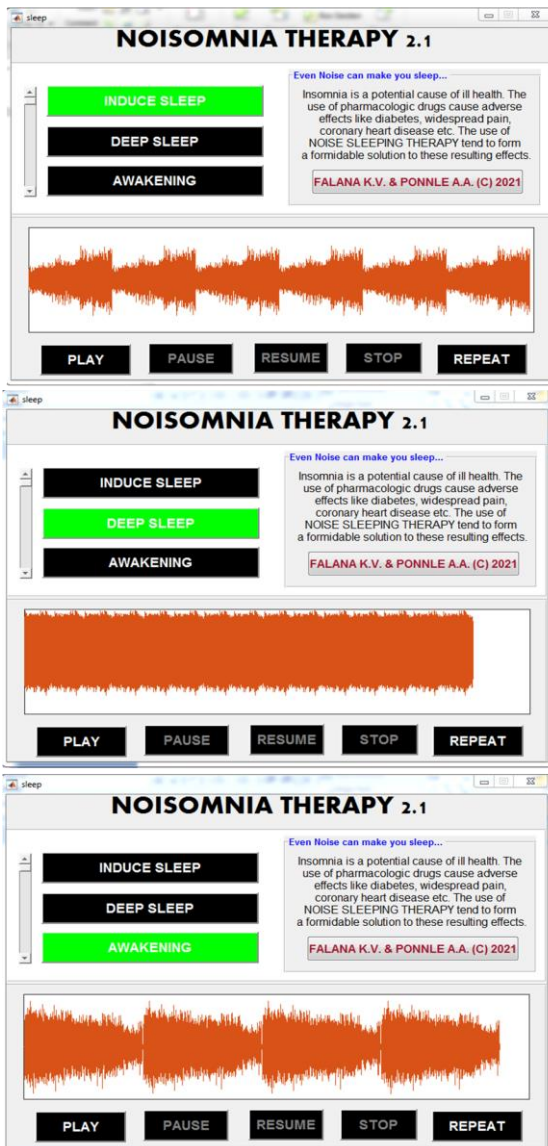 sleep
NOISOMNIA THERAPY 2.1
INDUCE SLEEP
DEEP SLEEP
AWAKENING
Even Noise can make you sleep...
Insomnia is a potential cause of ill health. The
use of pharmacologic drugs cause adverse
effects like diabetes, widespread pain,
coronary heart disease etc. The use of
NOISE SLEEPING THERAPY tend to form
a formidable solution to these resulting effects.
FALANA K.V. & PONNLE A.A. (C) 2021
PLAY PAUSE RESUME STOP REPEAT
sleep
NOISOMNIA THERAPY 2.1
INDUCE SLEEP
DEEP SLEEP
AWAKENING
Even Noise can make you sleep...
Insomnia is a potential cause of ill health. The
use of pharmacologic drugs cause adverse
effects like diabetes, widespread pain,
coronary heart disease etc. The use of
NOISE SLEEPING THERAPY tend to form
a formidable solution to these resulting effects.
FALANA K.V. & PONNLE A.A. (C) 2021
PLAY PAUSE RESUME STOP REPEAT
sleep
NOISOMNIA THERAPY 2.1
INDUCE SLEEP
DEEP SLEEP
AWAKENING
Even Noise can make you sleep...
Insomnia is a potential cause of ill health. The
use of pharmacologic drugs cause adverse
effects like diabetes, widespread pain,
coronary heart disease etc. The use of
NOISE SLEEPING THERAPY tend to form
a formidable solution to these resulting effects.
FALANA K.V. & PONNLE A.A. (C) 2021
PLAY PAUSE RESUME STOP REPEAT